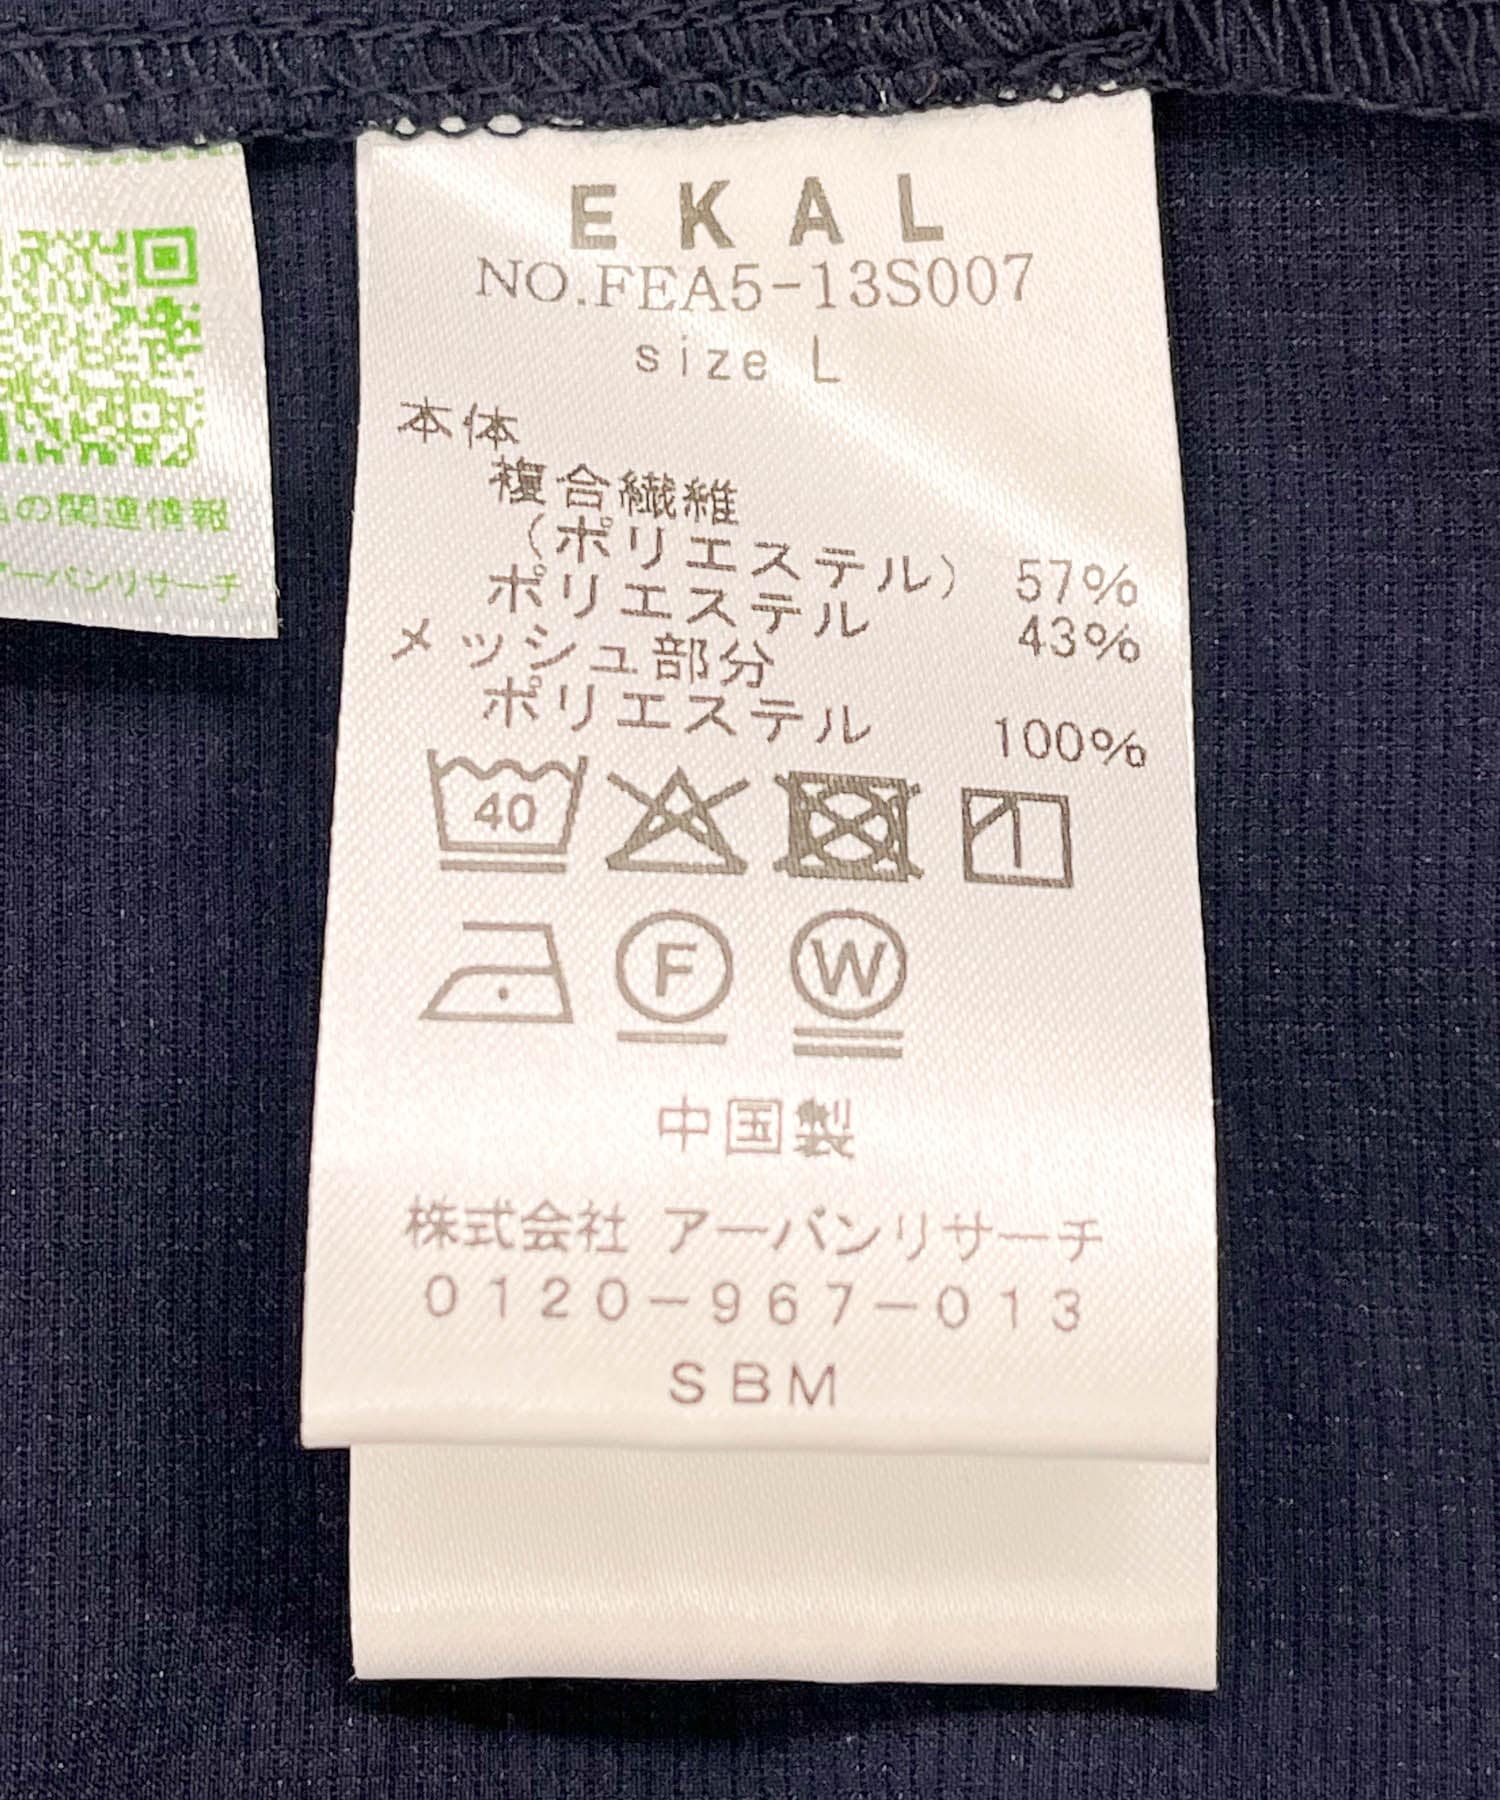 の関連情報
アーバンリサーチ
EKAL
NO.FEA5-13S007
size L
本体
複合繊維
(ポリエステル) 57%
ポリエステル 43%
メッシュ部分
ポリエステル 100%
40
F W
中国製
株式会社 アーバンリサーチ
0120-967-013
SBM